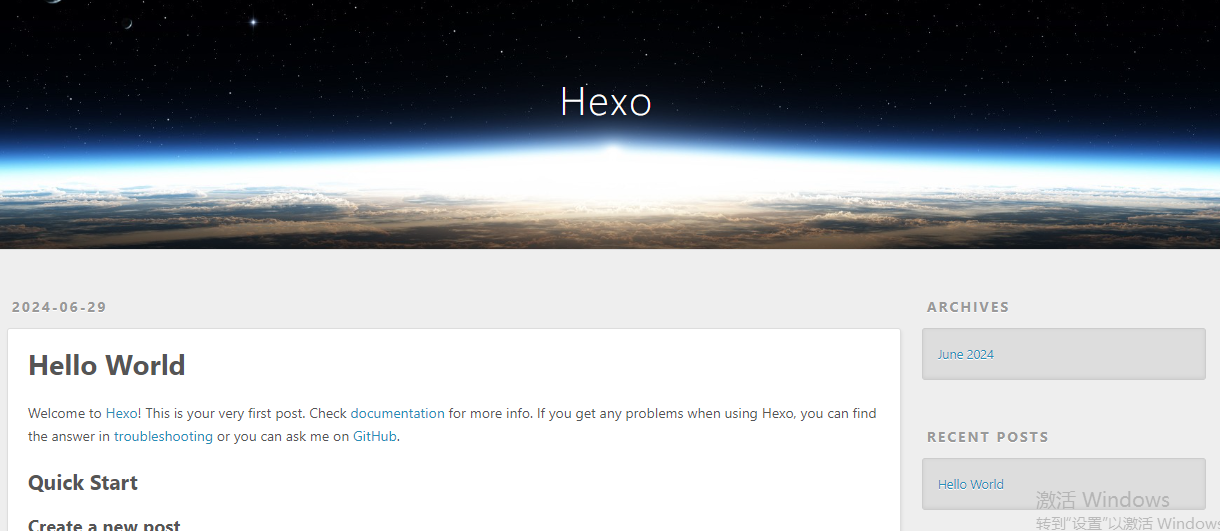 Hexo
2024-06-29
Hello World
Welcome to Hexo! This is your very first post. Check documentation for more info. If you get any problems when using Hexo, you can find
the answer in troubleshooting or you can ask me on GitHub.
Quick Start
Create a new post
ARCHIVES
June 2024
RECENT POSTS
Hello World
激活 Windows
转到“设置”以激活 Windows